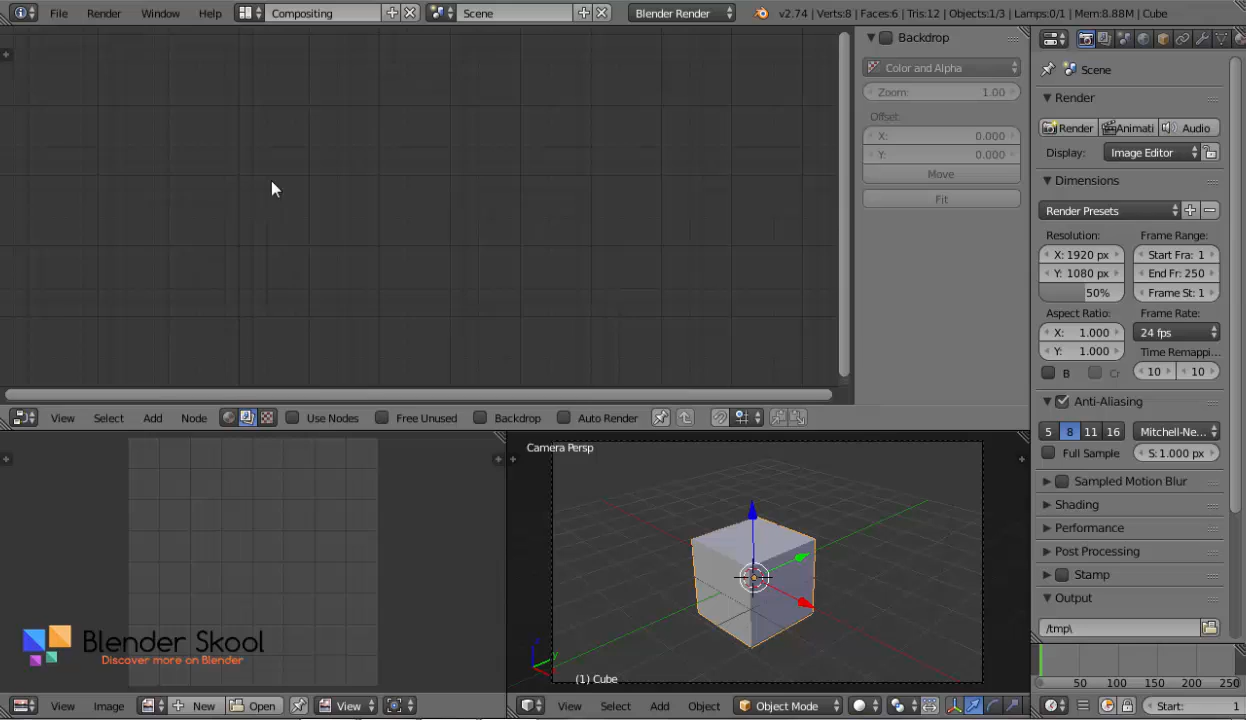 File Render Window Help Compositing Scene Blender Render v2.74 | Verts:8 | Faces:6 | Tris:12 | Objects:1/3 | Lamps:0/1 | Mem:8.88M | Cube
Backdrop
Color and Alpha
Zoom: 1.00
Offset:
X: 0.000
Y: 0.000
Move
Fit
Scene
Render
Render Animati Audio
Display: Image Editor
Dimensions
Render Presets
Resolution: Frame Range:
X: 1920 px Start Fra: 1
Y: 1080 px End Fr: 250
50% Frame St: 1
Aspect Ratio: Frame Rate:
X: 1.000 24 fps
Y: 1.000 Time Remappi...
B Cr 10 10
Anti-Aliasing
5 8 11 16 Mitchell-Ne...
Full Sample S: 1.000 px
Sampled Motion Blur
Shading
Performance
Post Processing
Stamp
Output
/tmp\
View Select Add Node Use Nodes Free Unused Backdrop Auto Render
Camera Persp
(1) Cube
Blender Skool
Discover more on Blender
View Image New Open View
View Select Add Object Object Mode
50 100 150 200 250
Start: 1